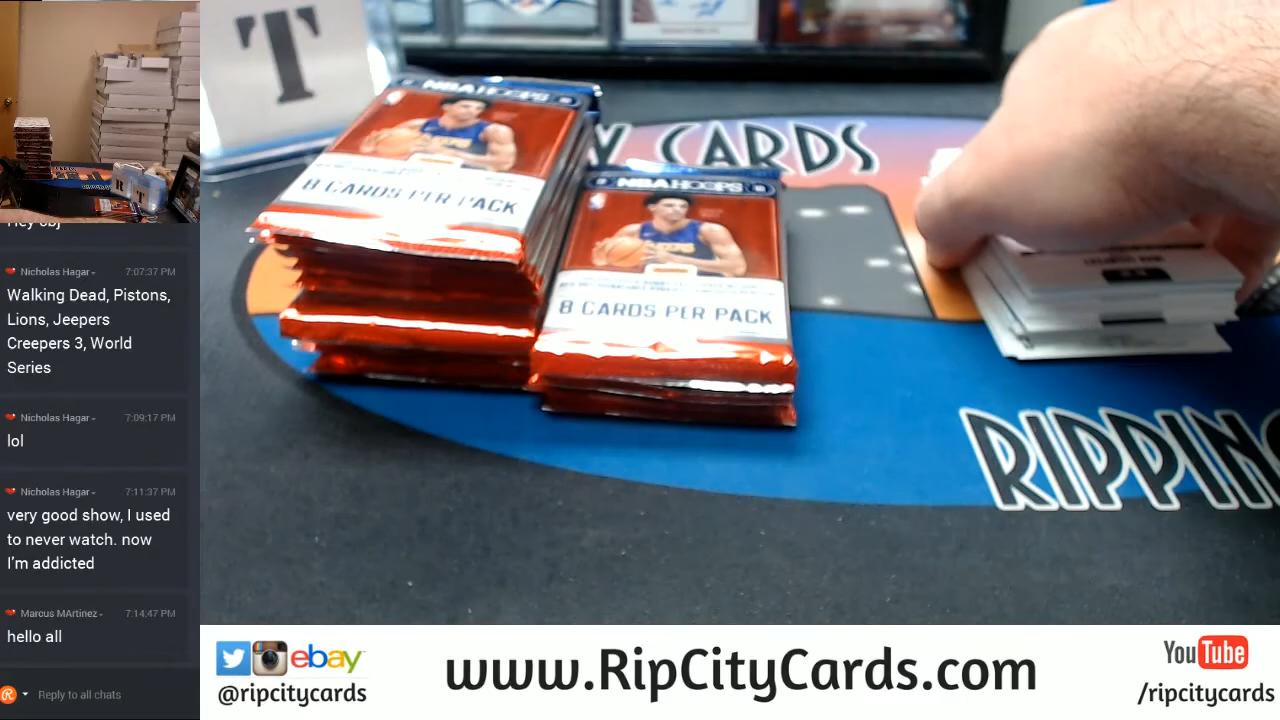 Hey obj
Nicholas Hagar 7:07:37 PM
Walking Dead, Pistons,
Lions, Jeepers
Creepers 3, World
Series
Nicholas Hagar 7:09:17 PM
lol
Nicholas Hagar 7:11:37 PM
very good show, I used
to never watch. now
I'm addicted
Marcus MArtinez 7:14:47 PM
hello all
Reply to all chats
T
NBA HOOPS
8 CARDS PER PACK
NBA HOOPS
8 CARDS PER PACK
Y CARDS
RIPPING
R T
ebay
@ripcitycards
www.RipCityCards.com
YouTube
/ripcitycards